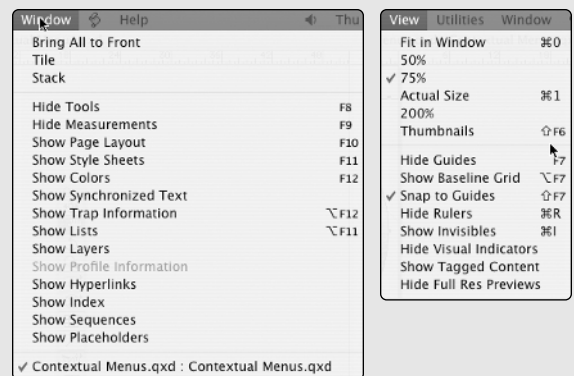 Window Help Thu
Bring All to Front
Tile
Stack
Hide Tools F8
Hide Measurements F9
Show Page Layout F10
Show Style Sheets F11
Show Colors F12
Show Synchronized Text
Show Trap Information ⌥F12
Show Lists ⌥F11
Show Layers
Show Profile Information
Show Hyperlinks
Show Index
Show Sequences
Show Placeholders
✓ Contextual Menus.qxd : Contextual Menus.qxd
View Utilities Window
Fit in Window ⌘0
50%
✓ 75%
Actual Size ⌘1
200%
Thumbnails ⇧F6
Hide Guides F7
Show Baseline Grid ⌥F7
✓ Snap to Guides ⇧F7
Hide Rulers ⌘R
Show Invisibles ⌘I
Hide Visual Indicators
Show Tagged Content
Hide Full Res Previews